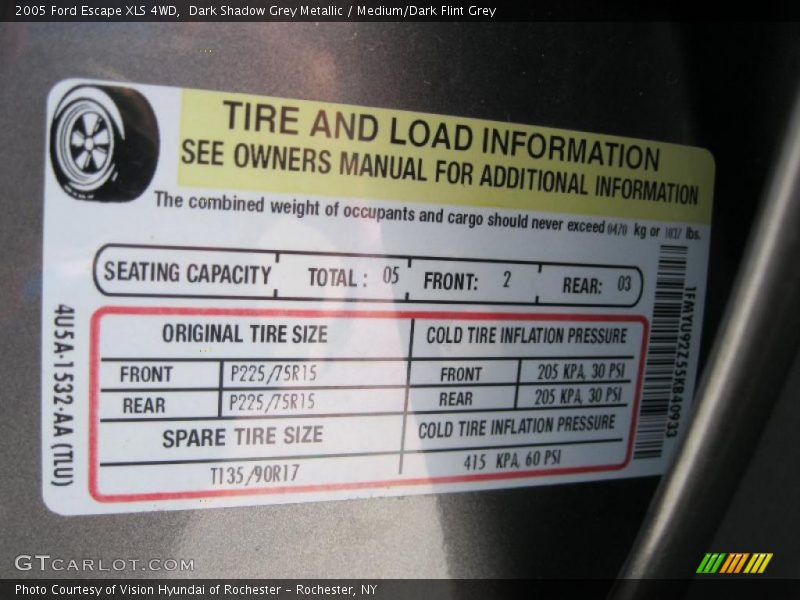 2005 Ford Escape XLS 4WD, Dark Shadow Grey Metallic / Medium/Dark Flint Grey
TIRE AND LOAD INFORMATION
SEE OWNERS MANUAL FOR ADDITIONAL INFORMATION
The combined weight of occupants and cargo should never exceed 0470 kg or 1037 lbs.
SEATING CAPACITY TOTAL: 05 FRONT: 2 REAR: 03
ORIGINAL TIRE SIZE COLD TIRE INFLATION PRESSURE
FRONT P225/75R15 FRONT 205 KPA, 30 PSI
REAR P225/75R15 REAR 205 KPA, 30 PSI
SPARE TIRE SIZE COLD TIRE INFLATION PRESSURE
T135/90R17 415 KPA, 60 PSI
4U5A-1532-AA (TLU)
1FMYU92Z55KB40933
GTCARLOT.COM
Photo Courtesy of Vision Hyundai of Rochester - Rochester, NY